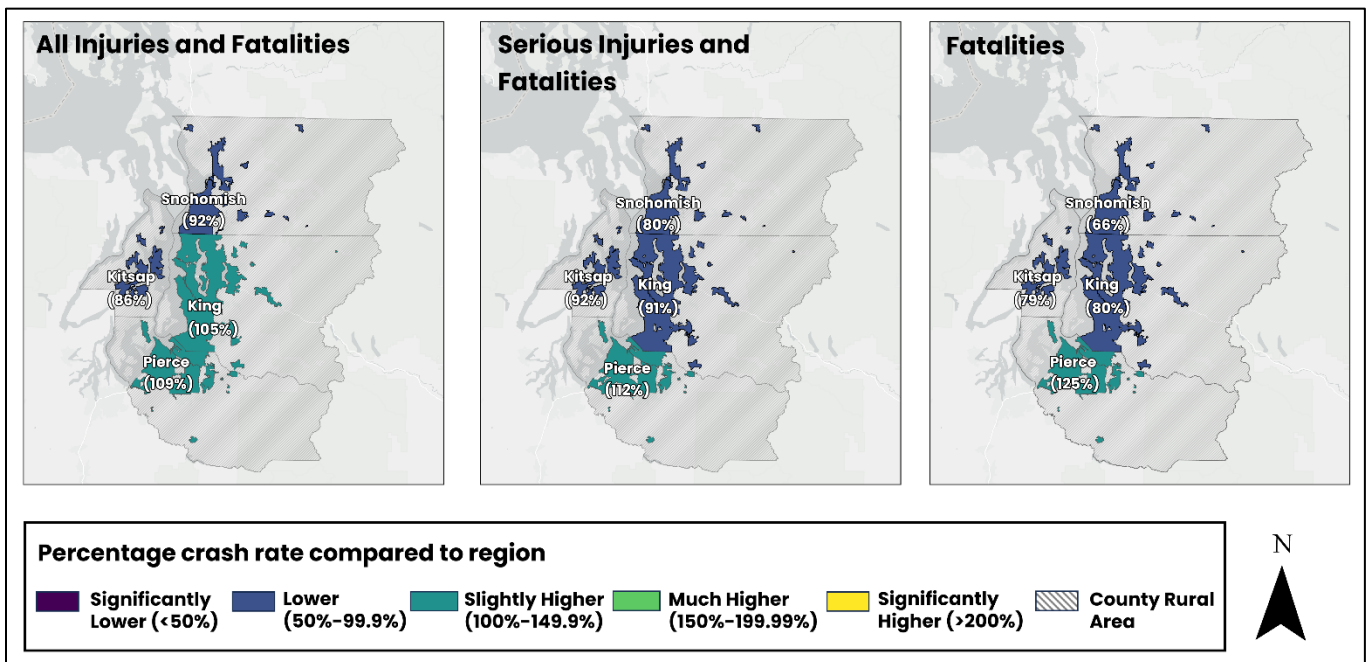 All Injuries and Fatalities
Snohomish
(92%)
Kitsap
(86%)
King
(105%)
Pierce
(109%)
Serious Injuries and
Fatalities
Snohomish
(80%)
Kitsap
(92%)
King
(91%)
Pierce
(112%)
Fatalities
Snohomish
(66%)
Kitsap
(79%)
King
(80%)
Pierce
(125%)
Percentage crash rate compared to region
Significantly
Lower (<50%)
Lower
(50%-99.9%)
Slightly Higher
(100%-149.9%)
Much Higher
(150%-199.99%)
Significantly
Higher (>200%)
County Rural
Area
N